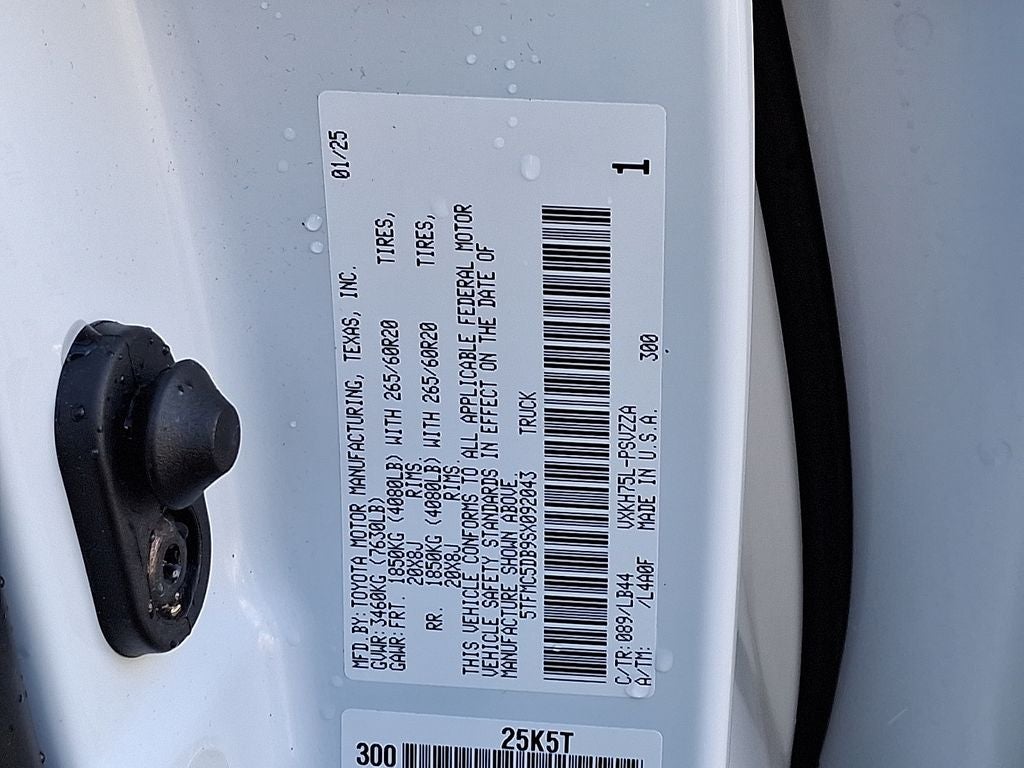 MFD BY: TOYOTA MOTOR MANUFACTURING, TEXAS, INC. 01/25
GVWR: 3460KG (7630LB)
GAWR: FRT. 1850KG (4080LB) WITH 265/60R20 TIRES,
20X8J RIMS
RR. 1850KG (4080LB) WITH 265/60R20 TIRES,
20X8J RIMS.
THIS VEHICLE CONFORMS TO ALL APPLICABLE FEDERAL MOTOR
VEHICLE SAFETY STANDARDS IN EFFECT ON THE DATE OF
MANUFACTURE SHOWN ABOVE.
5TFMC5DB9SX092043 TRUCK
1
C/TR: 089/LB44 VXKH75L-PSVZZA 300
A/TM: /L4A0F MADE IN U.S.A.
300 25K5T